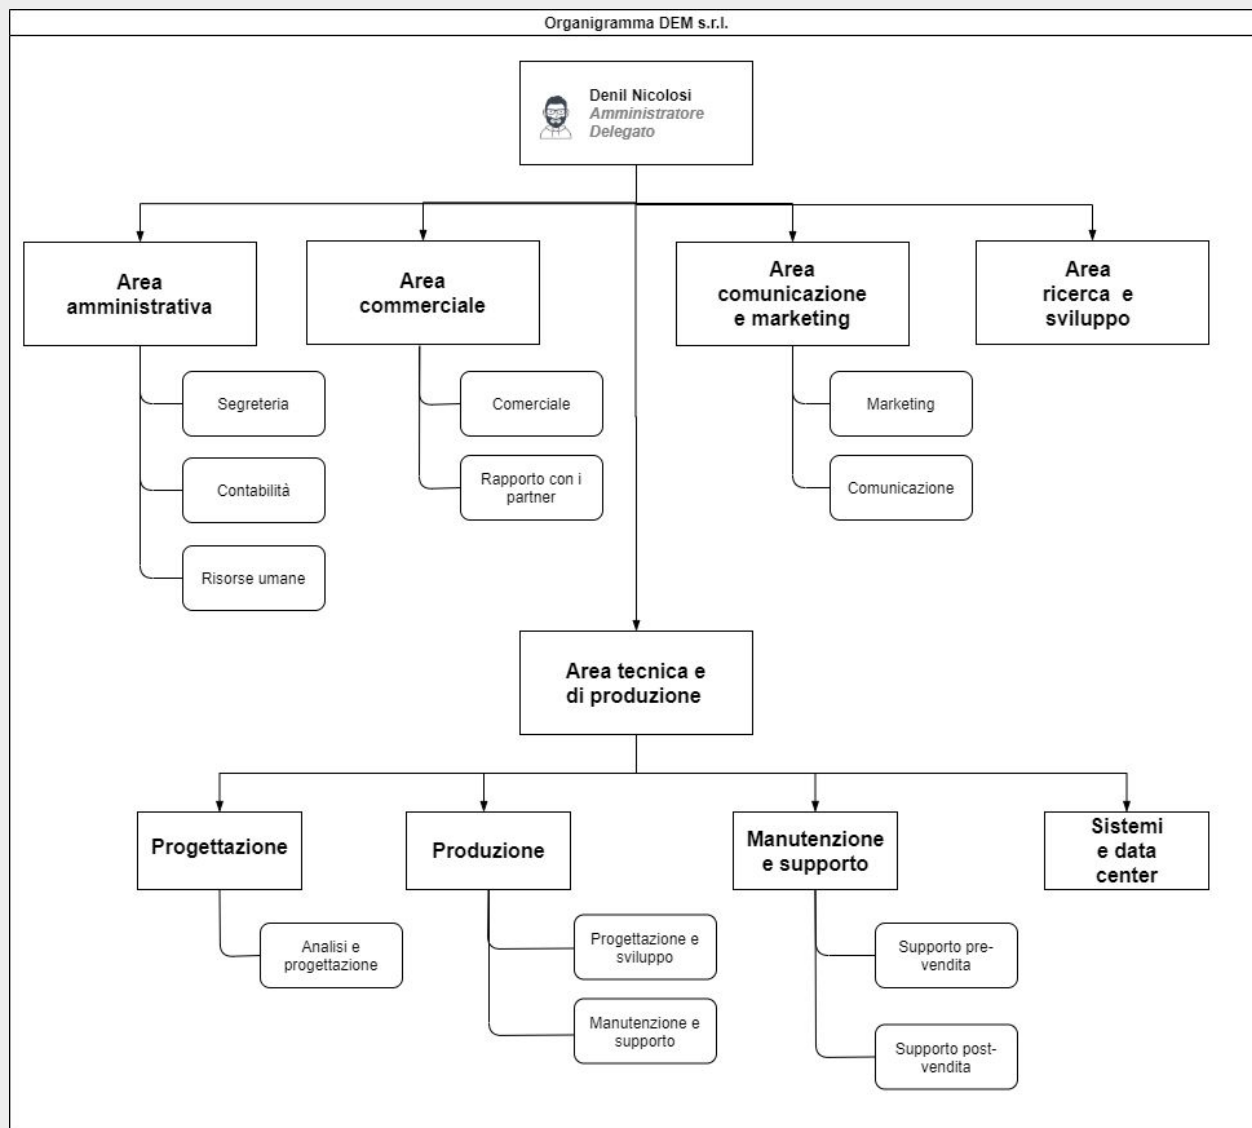 Organigramma DEM s.r.l.
Denil Nicolosi
Amministratore
Delegato
Area
amministrativa
Area
commerciale
Area
comunicazione
e marketing
Area
ricerca e
sviluppo
Segreteria
Contabilità
Risorse umane
Comerciale
Rapporto con i
partner
Marketing
Comunicazione
Area tecnica e
di produzione
Progettazione
Produzione
Manutenzione
e supporto
Sistemi
e data
center
Analisi e
progettazione
Progettazione e
sviluppo
Manutenzione e
supporto
Supporto pre-
vendita
Supporto post-
vendita